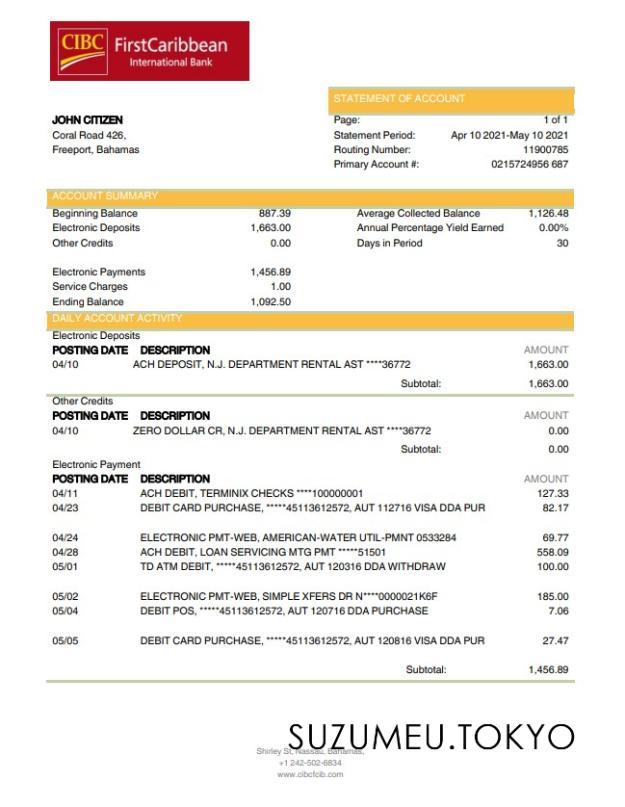 CIBC FirstCaribbean
International Bank
STATEMENT OF ACCOUNT
JOHN CITIZEN
Coral Road 426,
Freeport, Bahamas
Page: 1 of 1
Statement Period: Apr 10 2021-May 10 2021
Routing Number: 11900785
Primary Account #: 0215724956 687
ACCOUNT SUMMARY
Beginning Balance 887.39 Average Collected Balance 1,126.48
Electronic Deposits 1,663.00 Annual Percentage Yield Earned 0.00%
Other Credits 0.00 Days in Period 30
Electronic Payments 1,456.89
Service Charges 1.00
Ending Balance 1,092.50
DAILY ACCOUNT ACTIVITY
Electronic Deposits
POSTING DATE DESCRIPTION AMOUNT
04/10 ACH DEPOSIT, N.J. DEPARTMENT RENTAL AST ****36772 1,663.00
Subtotal: 1,663.00
Other Credits
POSTING DATE DESCRIPTION AMOUNT
04/10 ZERO DOLLAR CR, N.J. DEPARTMENT RENTAL AST ****36772 0.00
Subtotal: 0.00
Electronic Payment
POSTING DATE DESCRIPTION AMOUNT
04/11 ACH DEBIT, TERMINIX CHECKS ****100000001 127.33
04/23 DEBIT CARD PURCHASE, *****45113612572, AUT 112716 VISA DDA PUR 82.17
04/24 ELECTRONIC PMT-WEB, AMERICAN-WATER UTIL-PMNT 0533284 69.77
04/28 ACH DEBIT, LOAN SERVICING MTG PMT *****51501 558.09
05/01 TD ATM DEBIT, *****45113612572, AUT 120316 DDA WITHDRAW 100.00
05/02 ELECTRONIC PMT-WEB, SIMPLE XFERS DR N****0000021K6F 185.00
05/04 DEBIT POS, *****45113612572, AUT 120716 DDA PURCHASE 7.06
05/05 DEBIT CARD PURCHASE, *****45113612572, AUT 120816 VISA DDA PUR 27.47
Subtotal: 1,456.89
SUZUMEU.TOKYO
Shirley St, Nassau, Bahamas,
+1 242-502-6834
www.cibcfcib.com